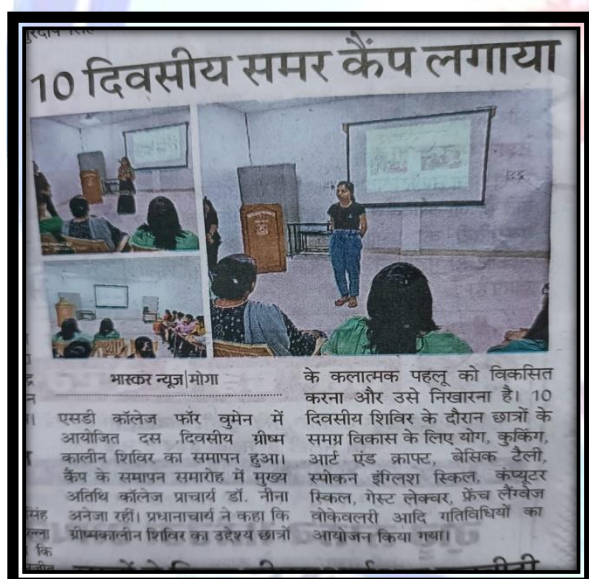 10 दिवसीय समर कैंप लगाया
भास्कर न्यूज|मोगा
एसडी कॉलेज फॉर वुमेन में
आयोजित दस दिवसीय ग्रीष्म
कालीन शिविर का समापन हुआ।
कैंप के समापन समारोह में मुख्य
अतिथि कॉलेज प्राचार्य डॉ. नीना
अनेजा रहीं। प्रधानाचार्य ने कहा कि
ग्रीष्मकालीन शिविर का उद्देश्य छात्रों
के कलात्मक पहलू को विकसित
करना और उसे निखारना है। 10
दिवसीय शिविर के दौरान छात्रों के
समग्र विकास के लिए योग, कुकिंग,
आर्ट एंड क्राफ्ट, बेसिक टैली,
स्पोकन इंग्लिश स्किल, कंप्यूटर
स्किल, गेस्ट लेक्चर, फ्रेंच लैंग्वेज
वोकेवलरी आदि गतिविधियों का
आयोजन किया गया।